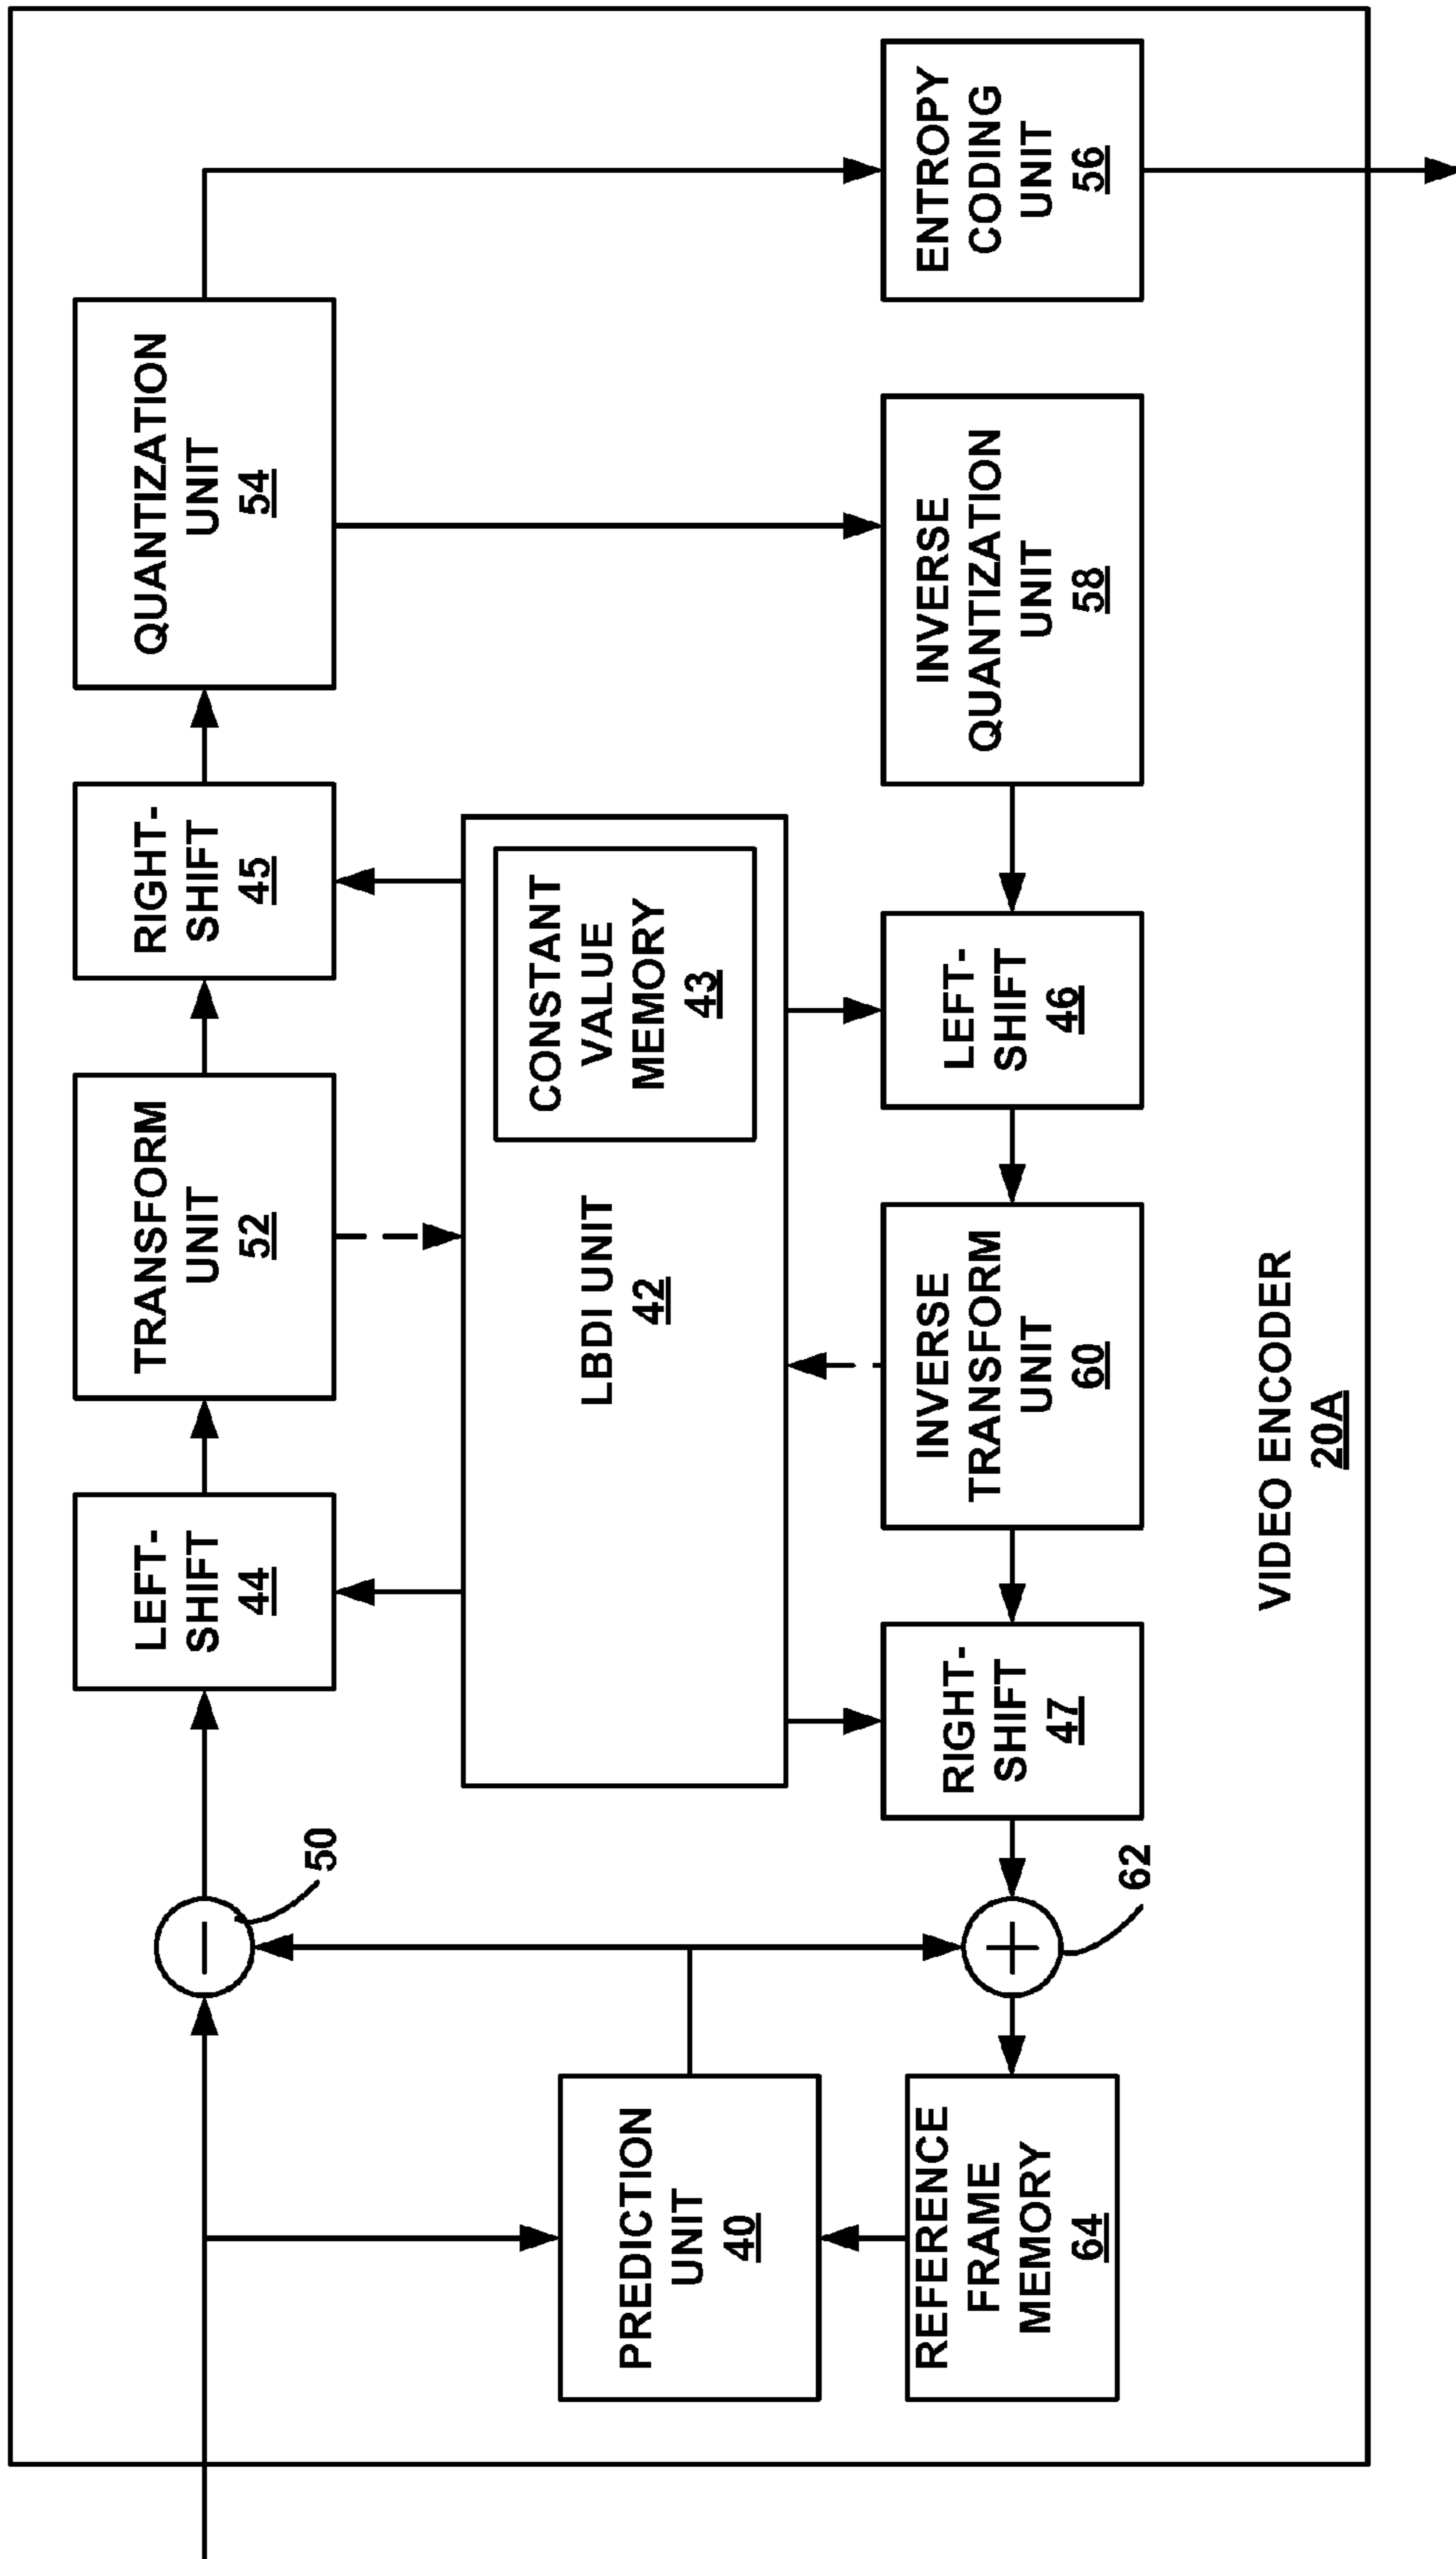 LEFT-
SHIFT
44
TRANSFORM
UNIT
52
RIGHT-
SHIFT
45
QUANTIZATION
UNIT
54
50
PREDICTION
UNIT
40
LBDI UNIT
42
CONSTANT
VALUE
MEMORY
43
REFERENCE
FRAME
MEMORY
64
62
RIGHT-
SHIFT
47
INVERSE
TRANSFORM
UNIT
60
LEFT-
SHIFT
46
INVERSE
QUANTIZATION
UNIT
58
ENTROPY
CODING
UNIT
56
VIDEO ENCODER
20A